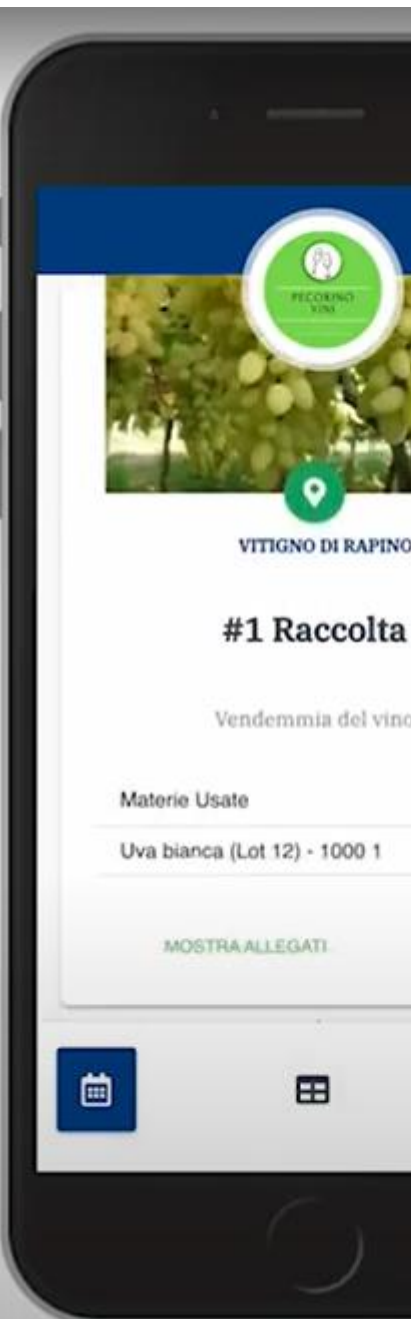 PECORINO
VINI
VITIGNO DI RAPINO
#1 Raccolta
Vendemmia del vino
Materie Usate
Uva bianca (Lot 12) - 1000 1
MOSTRA ALLEGATI